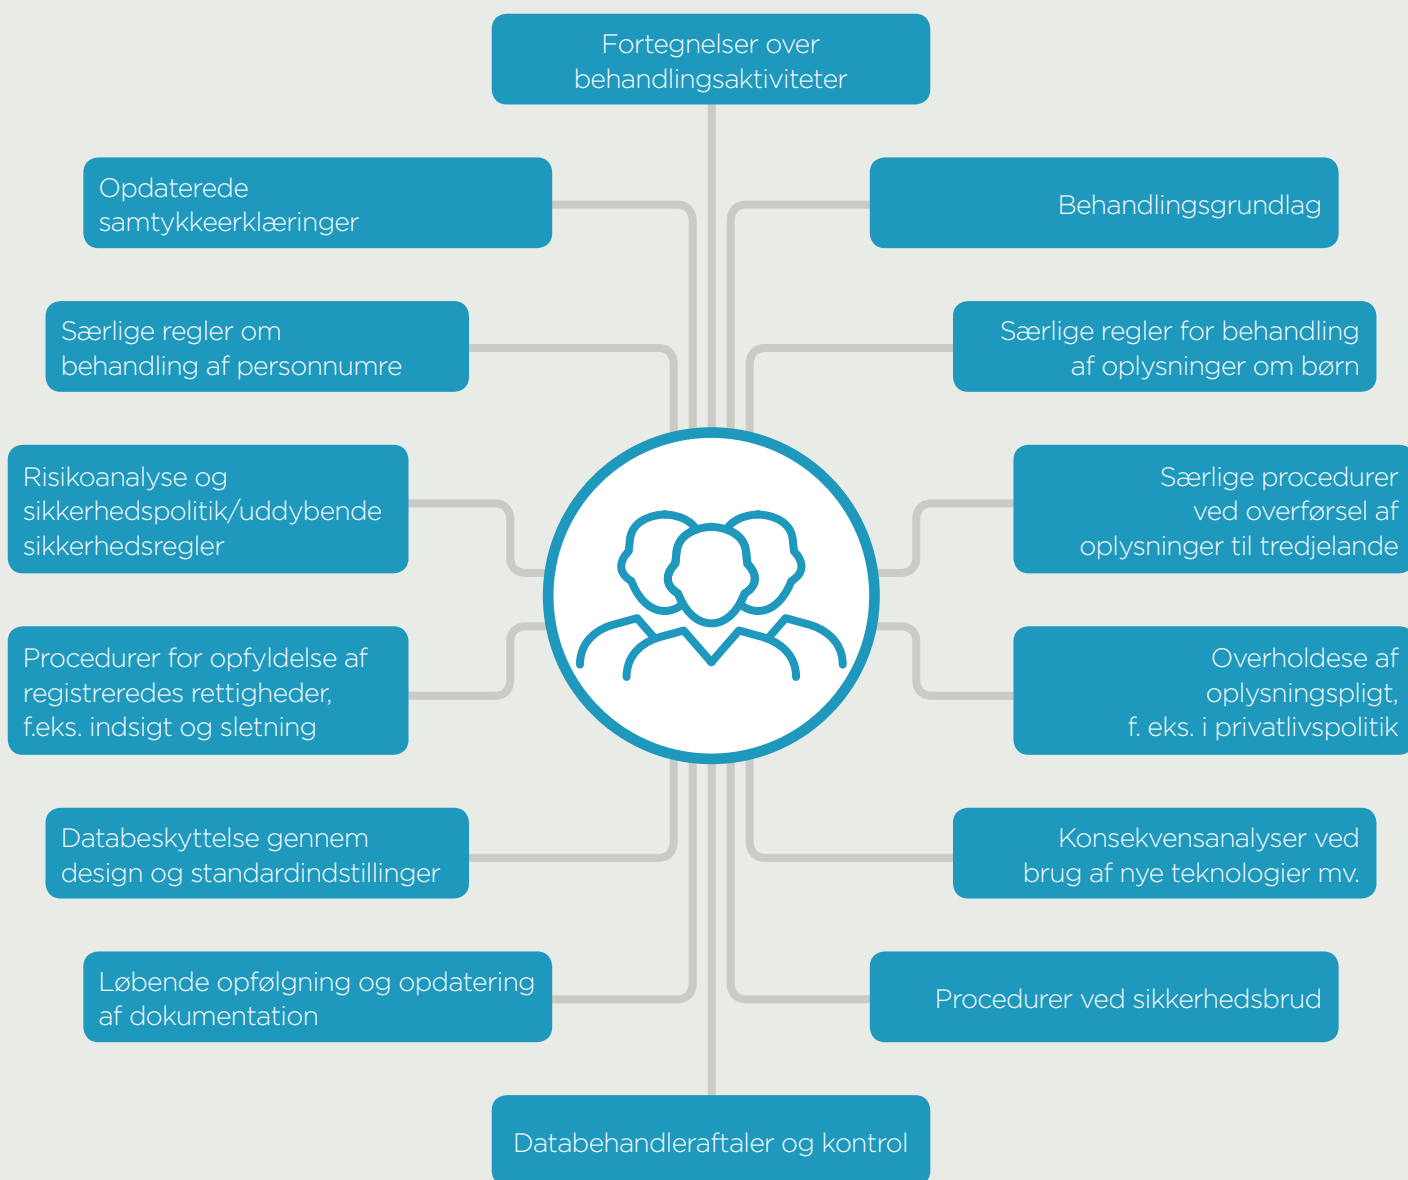 Fortegnelser over
behandlingsaktiviteter
Opdaterede
samtykkeerklæringer
Behandlingsgrundlag
Særlige regler om
behandling af personnumre
Særlige regler for behandling
af oplysninger om børn
Risikoanalyse og
sikkerhedspolitik/uddybende
sikkerhedsregler
Særlige procedurer
ved overførsel af
oplysninger til tredjelande
Procedurer for opfyldelse af
registreredes rettigheder,
f.eks. indsigt og sletning
Overholdese af
oplysningspligt,
f. eks. i privatlivspolitik
Databeskyttelse gennem
design og standardindstillinger
Konsekvensanalyser ved
brug af nye teknologier mv.
Løbende opfølgning og opdatering
af dokumentation
Procedurer ved sikkerhedsbrud
Databehandleraftaler og kontrol